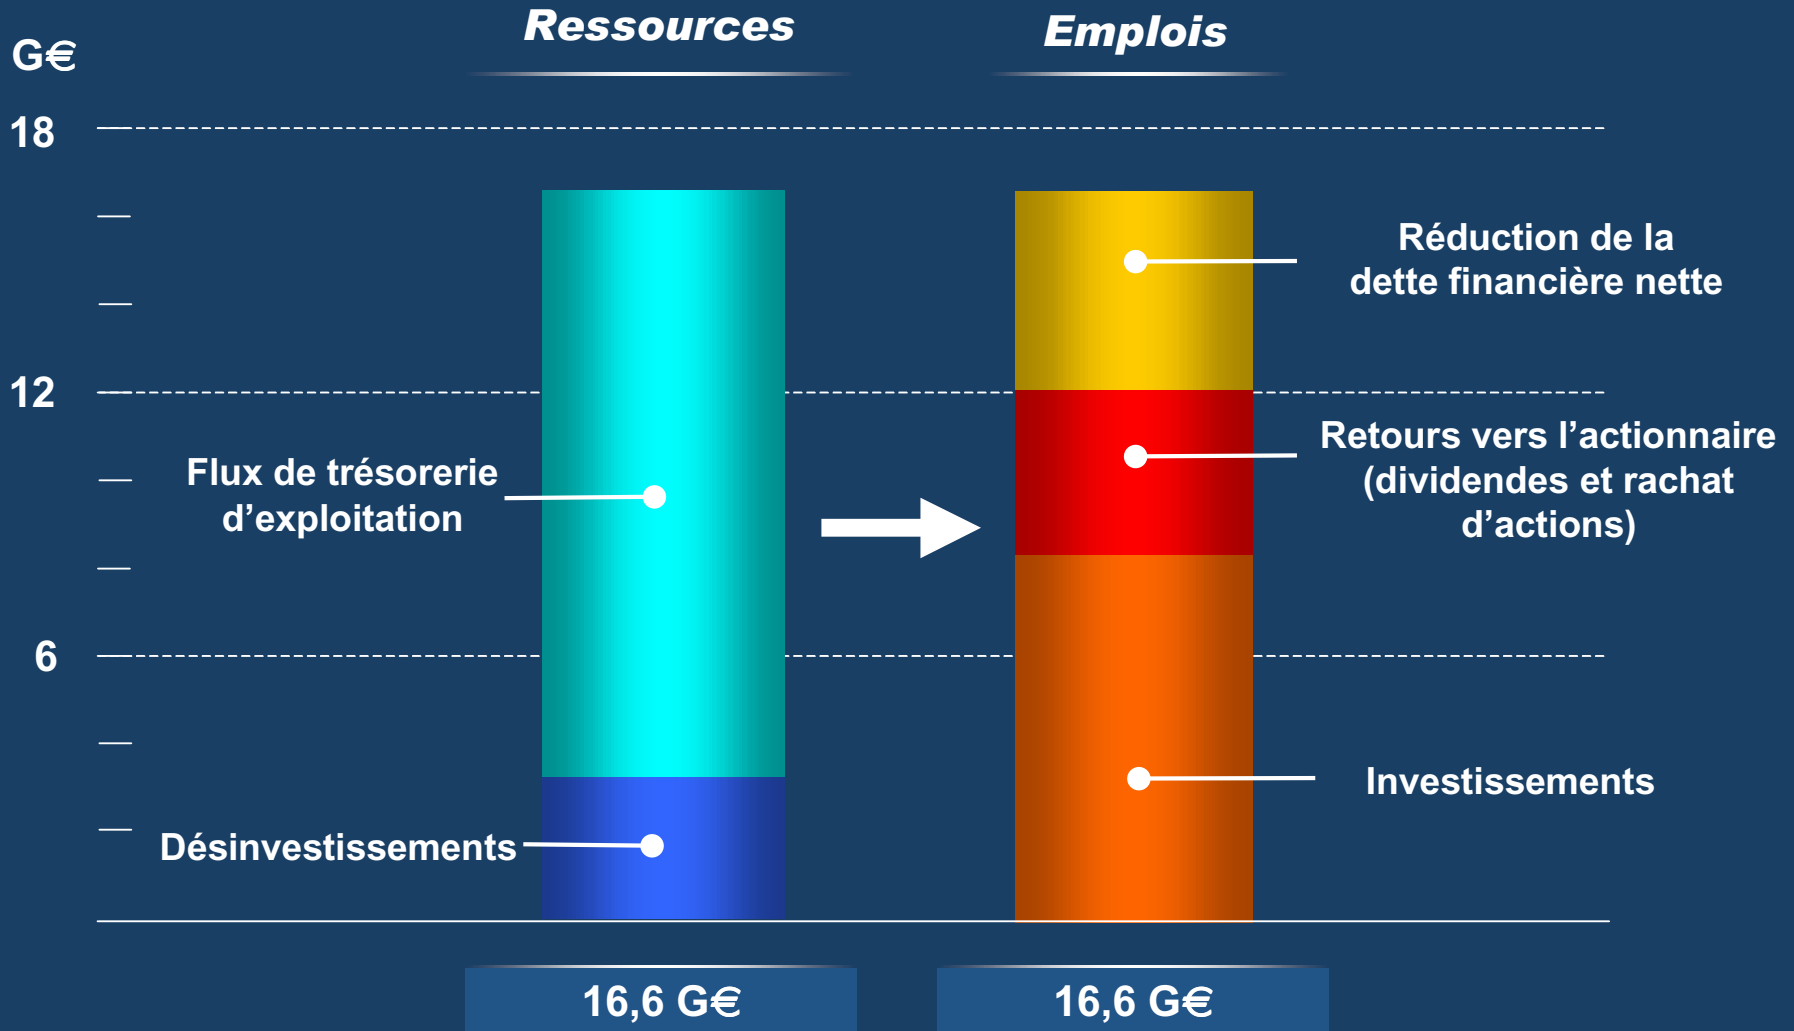 Ressources
Emplois
G€
18
Réduction de la
dette financière nette
12
Retours vers l’actionnaire
(dividendes et rachat
d’actions)
Flux de trésorerie
d’exploitation
6
Investissements
Désinvestissements
16,6 G€
16,6 G€